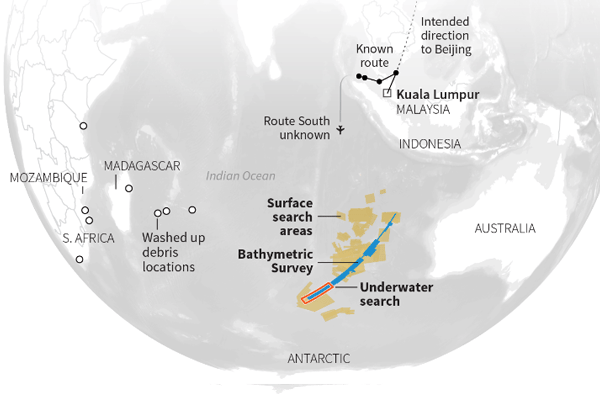 Intended
direction
to Beijing
Known
route
Kuala Lumpur
MALAYSIA
Route South
unknown
INDONESIA
MADAGASCAR
MOZAMBIQUE
Indian Ocean
Surface
search
areas
S. AFRICA
Washed up
debris
locations
AUSTRALIA
Bathymetric
Survey
Underwater
search
ANTARCTIC